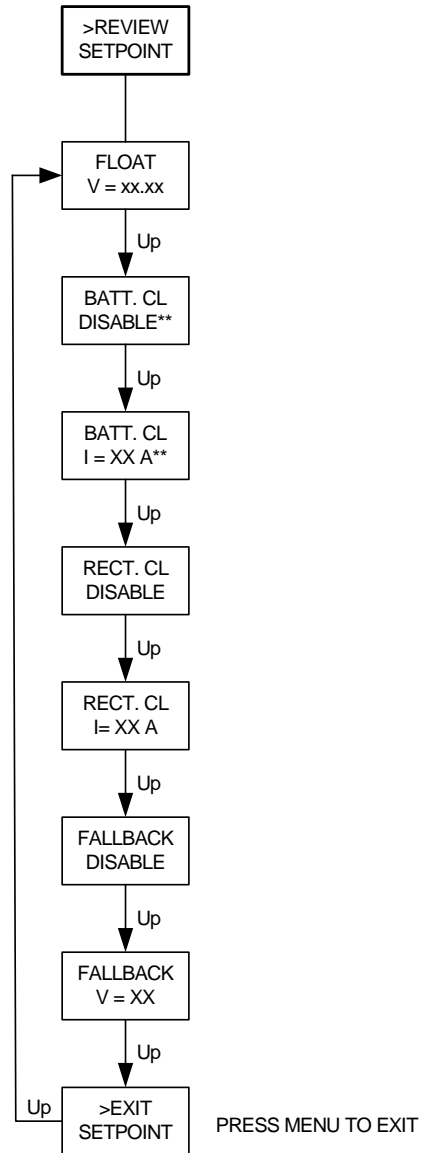 >REVIEW
SETPOINT
FLOAT
V = xx.xx
Up
BATT. CL
DISABLE**
Up
BATT. CL
I = XX A**
Up
RECT. CL
DISABLE
Up
RECT. CL
I= XX A
Up
FALLBACK
DISABLE
Up
FALLBACK
V = XX
Up
Up
>EXIT
SETPOINT
PRESS MENU TO EXIT